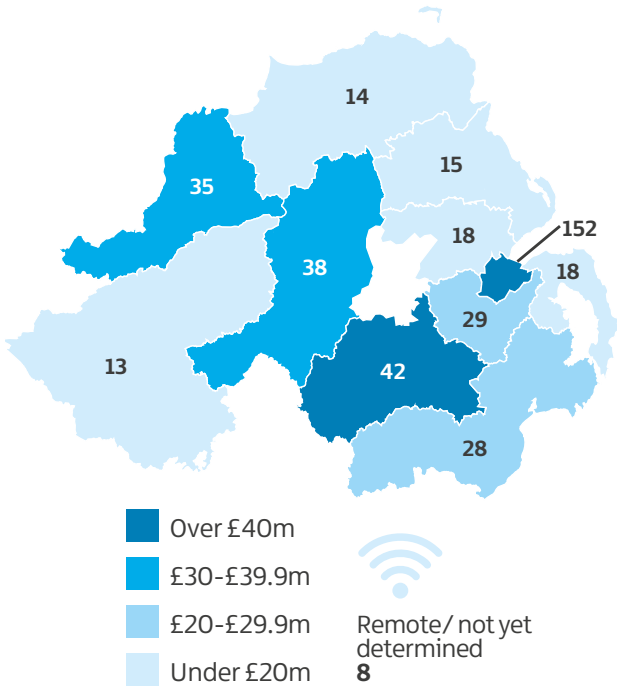 14
35
15
18
152
38
18
29
13
42
28
Over £40m
£30-£39.9m
£20-£29.9m
Under £20m
Remote/ not yet
determined
8